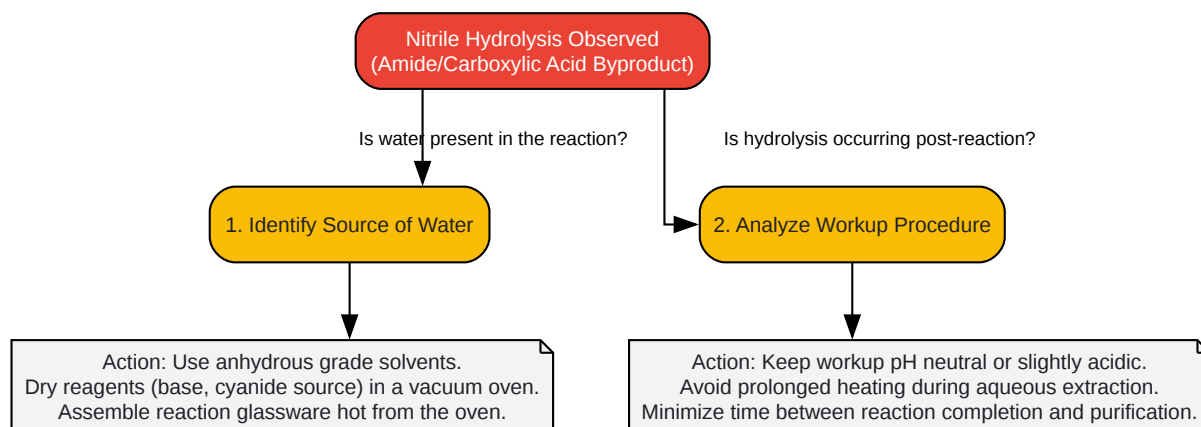 Nitrile Hydrolysis Observed
(Amide/Carboxylic Acid Byproduct)
Is water present in the reaction?
Is hydrolysis occurring post-reaction?
1. Identify Source of Water
2. Analyze Workup Procedure
Action: Use anhydrous grade solvents.
Dry reagents (base, cyanide source) in a vacuum oven.
Assemble reaction glassware hot from the oven.
Action: Keep workup pH neutral or slightly acidic.
Avoid prolonged heating during aqueous extraction.
Minimize time between reaction completion and purification.